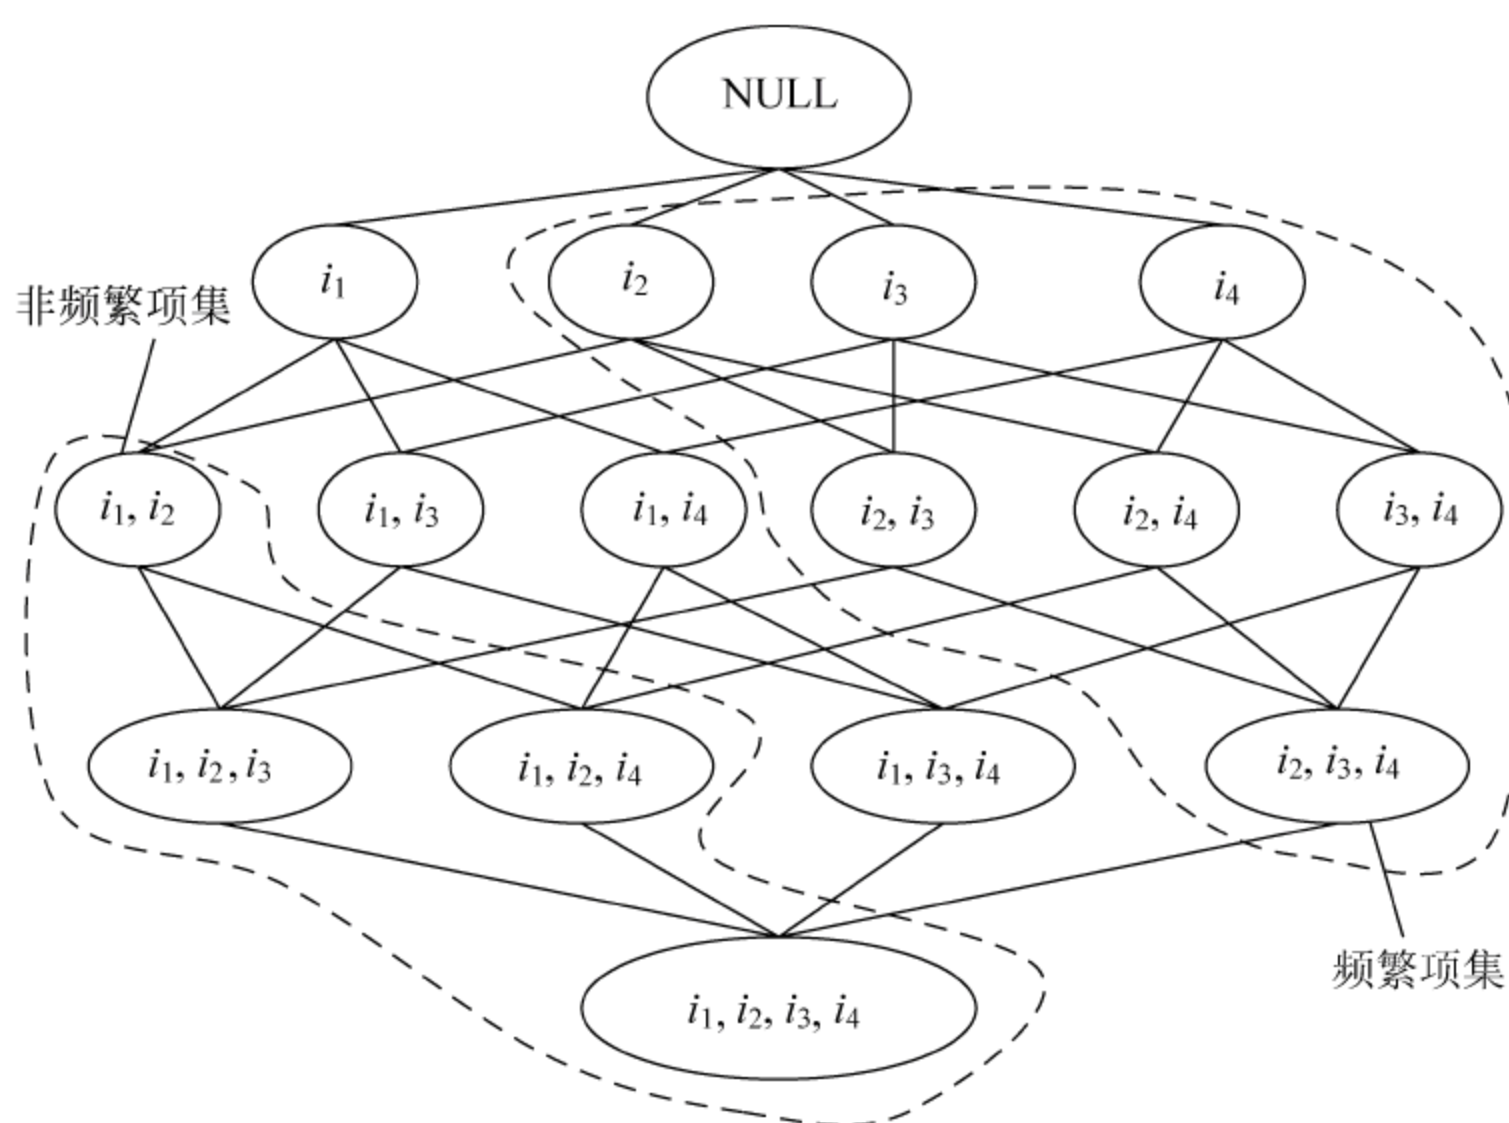 NULL
i₁
i₂
i₃
i₄
非频繁项集
i₁, i₂
i₁, i₃
i₁, i₄
i₂, i₃
i₂, i₄
i₃, i₄
i₁, i₂, i₃
i₁, i₂, i₄
i₁, i₃, i₄
i₂, i₃, i₄
频繁项集
i₁, i₂, i₃, i₄